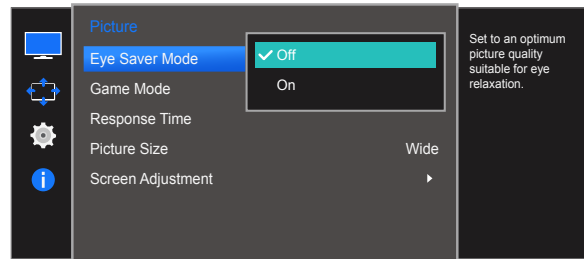 Picture
Eye Saver Mode
Off
Game Mode
On
Response Time
Picture Size Wide
Screen Adjustment
Set to an optimum
picture quality
suitable for eye
relaxation.